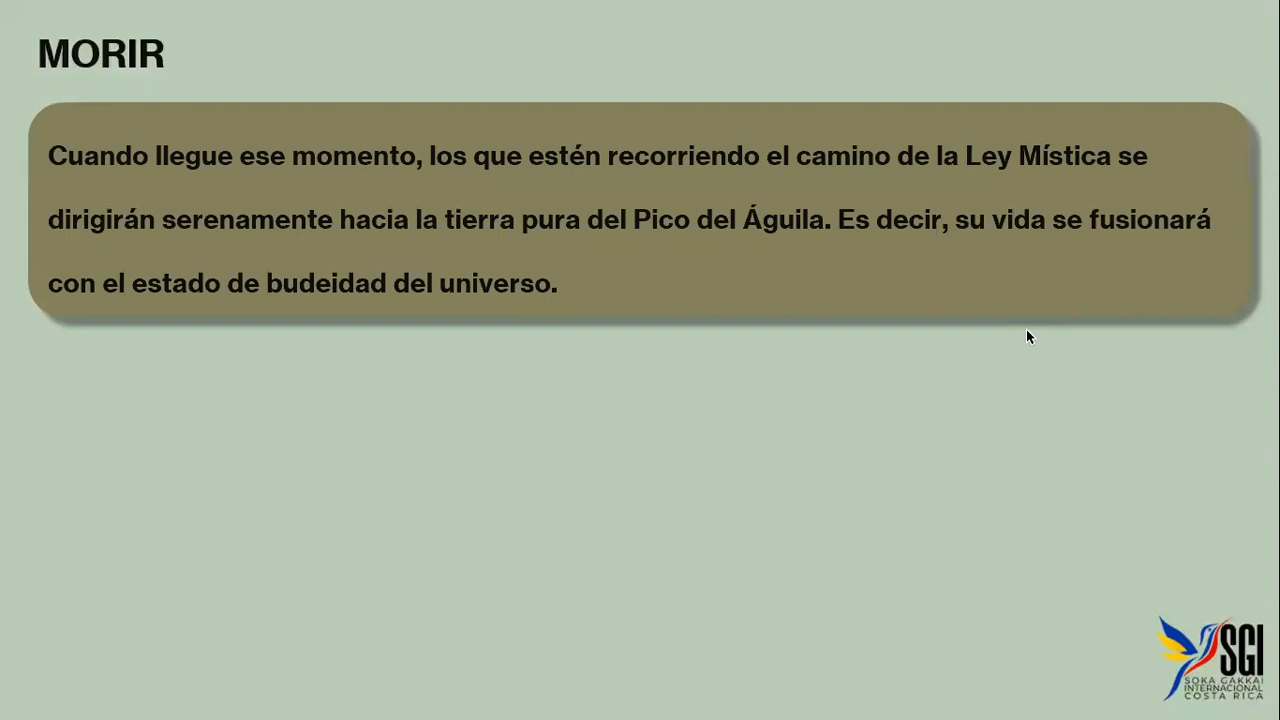 MORIR
Cuando llegue ese momento, los que estén recorriendo el camino de la Ley Mística se
dirigirán serenamente hacia la tierra pura del Pico del Águila. Es decir, su vida se fusionará
con el estado de budeidad del universo.
SGI
SOKA GAKKAI
INTERNACIONAL
COSTA RICA